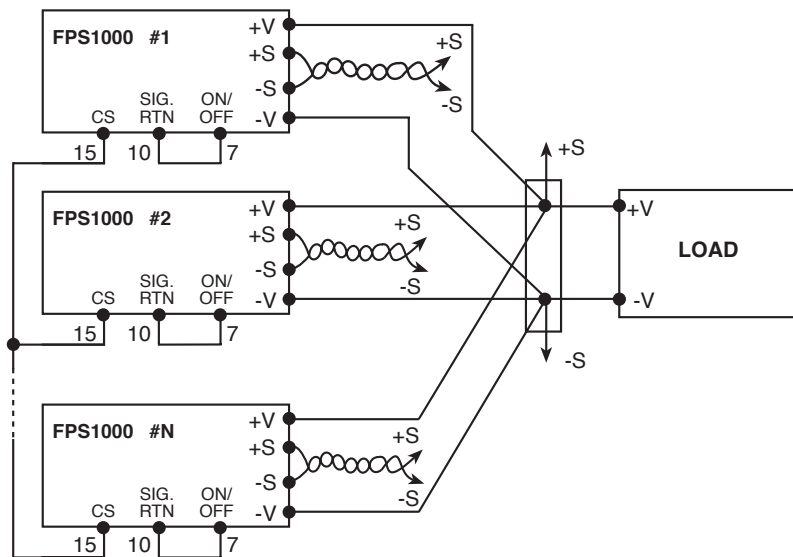 FPS1000 #1
+V
+S
-S
-V
CS
SIG.
RTN
ON/
OFF
15
10
7
+S
-S
FPS1000 #2
+V
+S
-S
-V
CS
SIG.
RTN
ON/
OFF
15
10
7
+S
-S
FPS1000 #N
+V
+S
-S
-V
CS
SIG.
RTN
ON/
OFF
15
10
7
+S
-S
+S
-S
+V
LOAD
-V